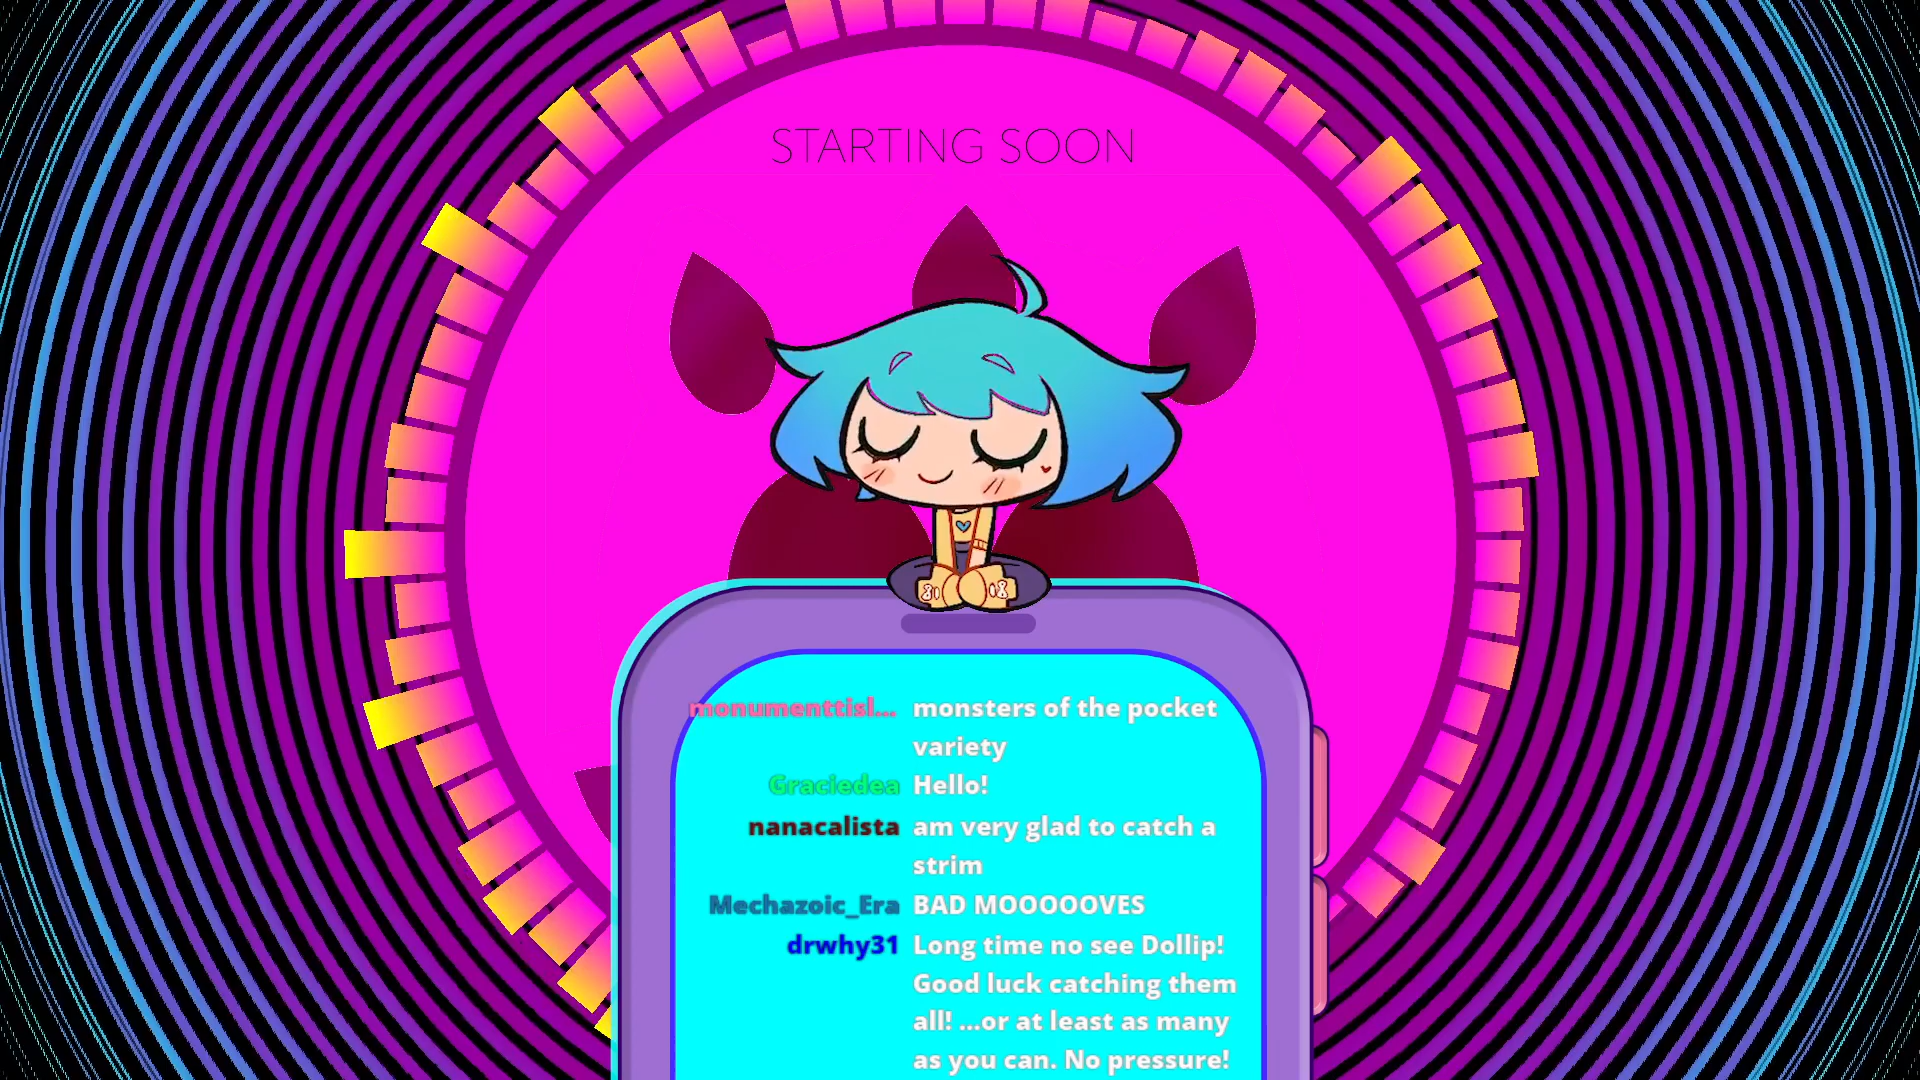 STARTING SOON
monumenttisl... monsters of the pocket
variety
Graciedea Hello!
nanacalista am very glad to catch a
strim
Mechazoic_Era BAD MOOOOOVES
drwhy31 Long time no see Dollip!
Good luck catching them
all! ...or at least as many
as you can. No pressure!